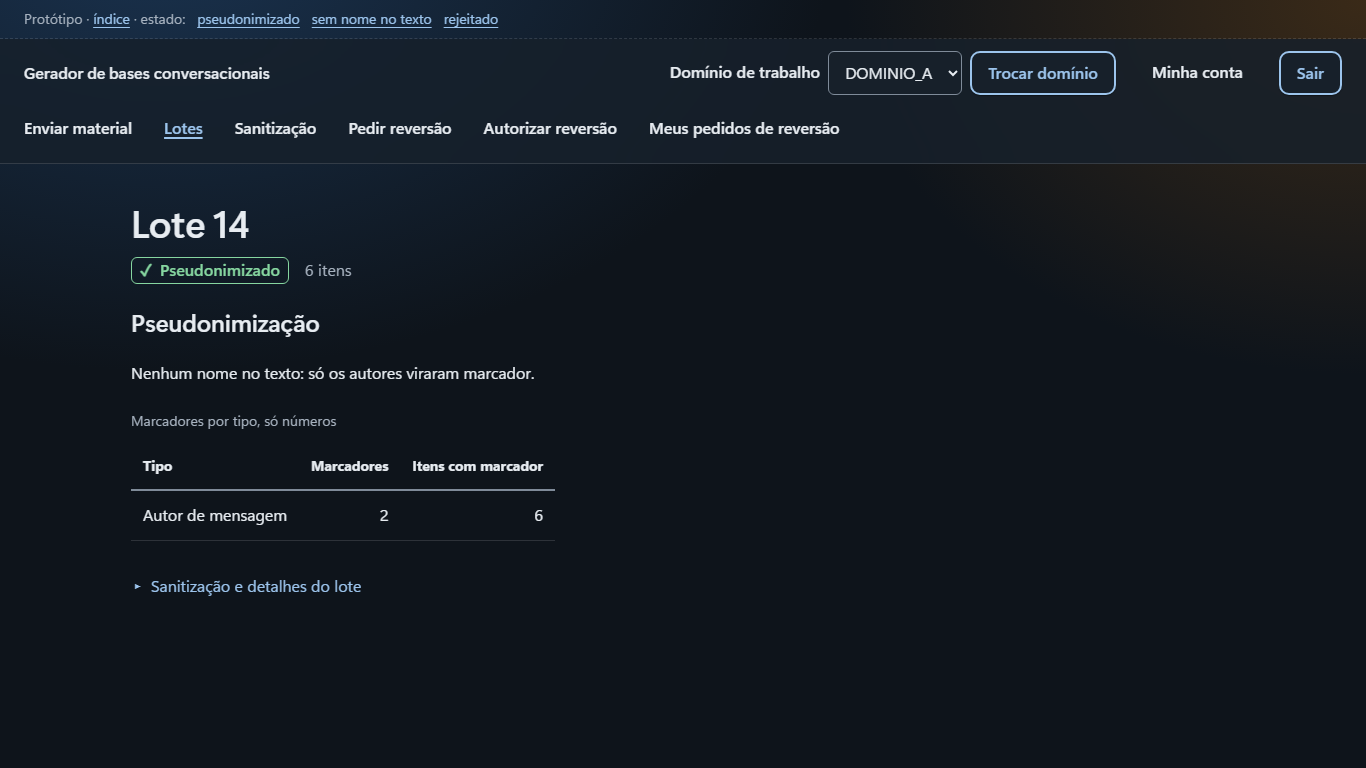 Protótipo · índice · estado: pseudonimizado sem nome no texto rejeitado
Gerador de bases conversacionais
Domínio de trabalho DOMINIO_A Trocar domínio Minha conta Sair
Enviar material Lotes Sanitização Pedir reversão Autorizar reversão Meus pedidos de reversão
Lote 14
✓ Pseudonimizado 6 itens
Pseudonimização
Nenhum nome no texto: só os autores viraram marcador.
Marcadores por tipo, só números
Tipo Marcadores Itens com marcador
Autor de mensagem 2 6
▸ Sanitização e detalhes do lote